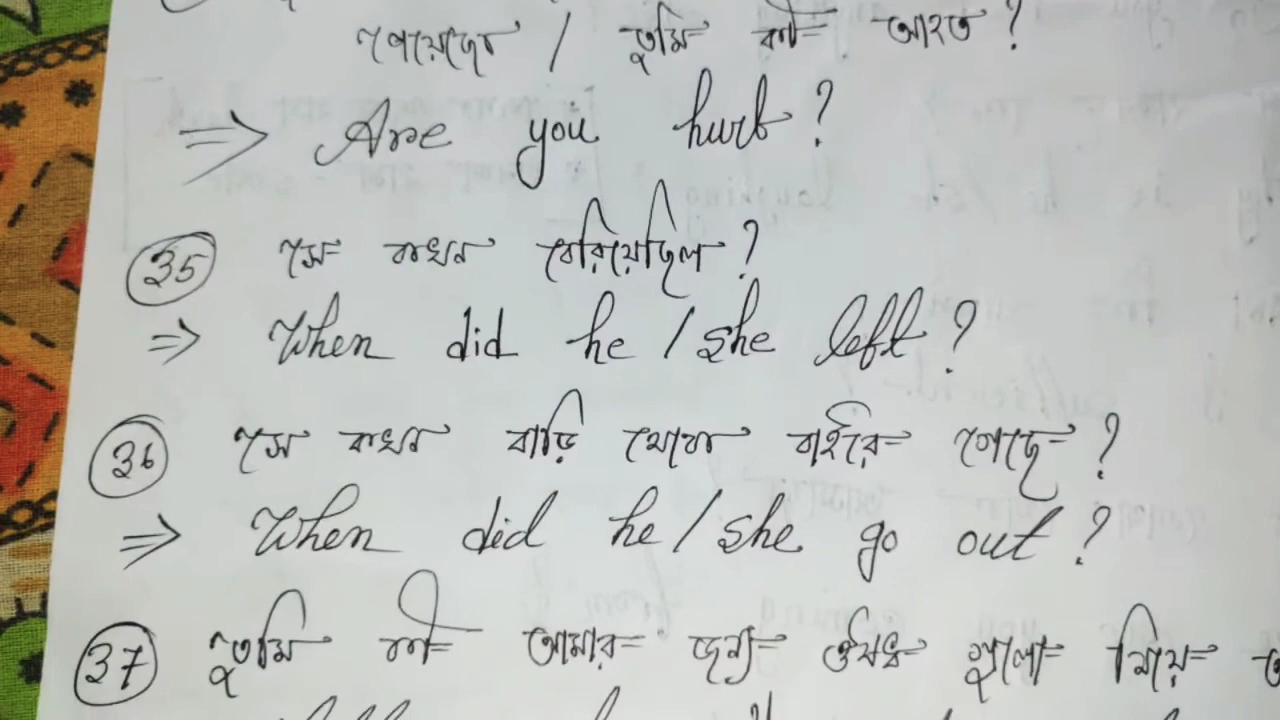 পেয়েছো / তুমি কী আহত ?
⇒ Are you hurt ?
35 সে কখন বেরিয়েছিল ?
⇒ When did he / she left ?
36 সে কখন বাড়ি থেকে বাইরে গেছে ?
⇒ When did he / she go out ?
37 তুমি কী আমার জন্য ঔষধ গুলো নিয়ে